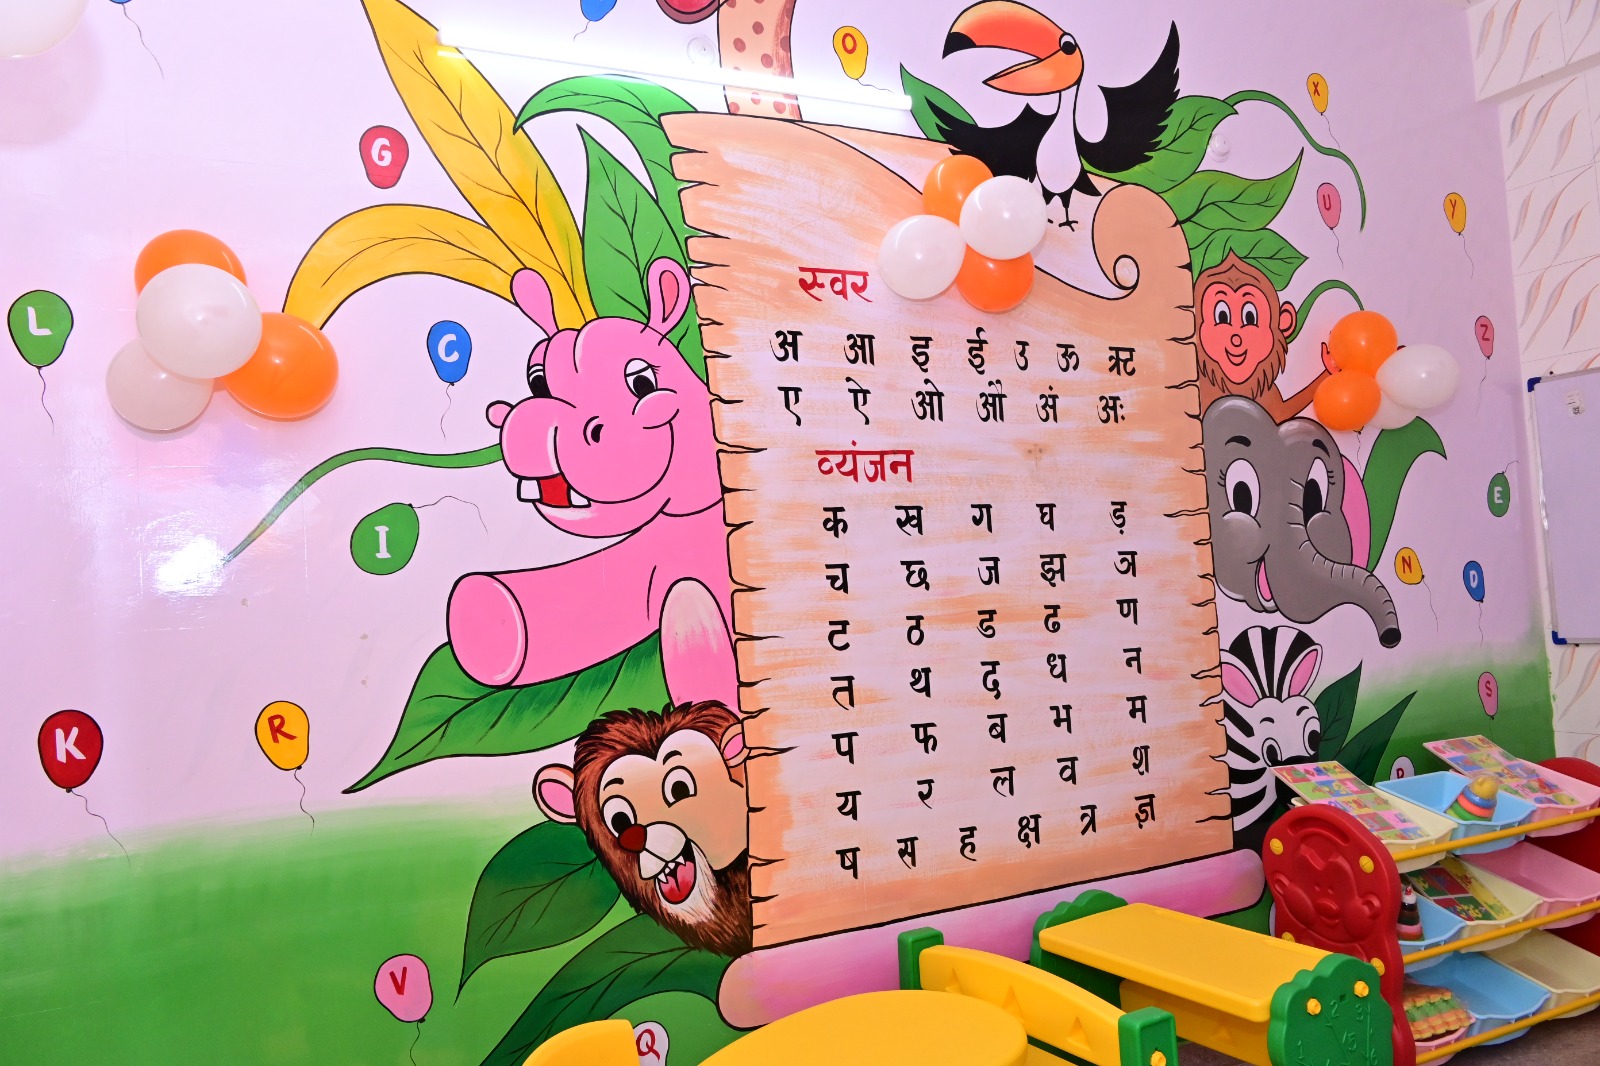 स्वर
अ आ इ ई उ ऊ ऋ
ए ऐ ओ औ अं अः
व्यंजन
क ख ग घ ड़
च छ ज झ ञ
ट ठ ड ढ ण
त थ द ध न
प फ ब भ म
य र ल व श
ष स ह क्ष त्र ज्ञ
O
X
G
U
Y
L
C
Z
E
I
N
D
S
K
R
V
Q